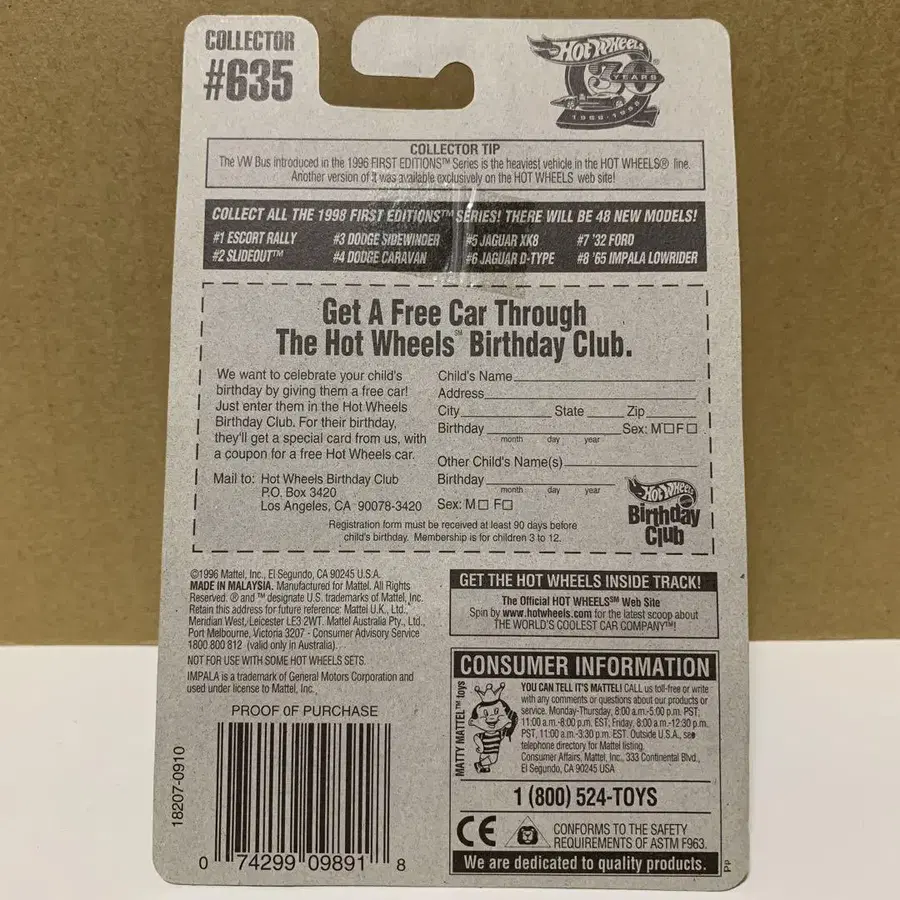 COLLECTOR
#635
HOT WHEELS
30
YEARS
1968-1998
COLLECTOR TIP
The VW Bus introduced in the 1996 FIRST EDITIONS™ Series is the heaviest vehicle in the HOT WHEELS® line.
Another version of it was available exclusively on the HOT WHEELS web site!
COLLECT ALL THE 1998 FIRST EDITIONS™ SERIES! THERE WILL BE 48 NEW MODELS!
#1 ESCORT RALLY #3 DODGE SIDEWINDER #5 JAGUAR XK8 #7 '32 FORD
#2 SLIDEOUT™ #4 DODGE CARAVAN #6 JAGUAR D-TYPE #8 '65 IMPALA LOWRIDER
Get A Free Car Through
The Hot Wheels℠ Birthday Club.
We want to celebrate your child's
birthday by giving them a free car!
Just enter them in the Hot Wheels
Birthday Club. For their birthday,
they'll get a special card from us, with
a coupon for a free Hot Wheels car.
Mail to: Hot Wheels Birthday Club
P.O. Box 3420
Los Angeles, CA 90078-3420
Child's Name
Address
City State Zip
Birthday Sex: M☐ F☐
month day year
Other Child's Name(s)
Birthday
month day year
Sex: M☐ F☐
HOT WHEELS
Birthday
Club
Registration form must be received at least 90 days before
child's birthday. Membership is for children 3 to 12.
©1996 Mattel, Inc., El Segundo, CA 90245 U.S.A.
MADE IN MALAYSIA. Manufactured for Mattel. All Rights
Reserved. ® and ™ designate U.S. trademarks of Mattel, Inc.
Retain this address for future reference: Mattel U.K., Ltd.,
Meridian West, Leicester LE3 2WT. Mattel Australia Pty., Ltd.,
Port Melbourne, Victoria 3207 - Consumer Advisory Service
1800 800 812 (valid only in Australia).
NOT FOR USE WITH SOME HOT WHEELS SETS.
IMPALA is a trademark of General Motors Corporation and
used under license to Mattel, Inc.
PROOF OF PURCHASE
18207-0910
0 74299 09891 8
GET THE HOT WHEELS INSIDE TRACK!
The Official HOT WHEELS℠ Web Site
Spin by www.hotwheels.com for the latest scoop about
THE WORLD'S COOLEST CAR COMPANY™!
CONSUMER INFORMATION
MATTY MATTEL™ toys
YOU CAN TELL IT'S MATTEL! CALL us toll-free or write
with any comments or questions about our products or
service. Monday-Thursday, 8:00 a.m.-5:00 p.m. PST,
11:00 a.m.-8:00 p.m. EST; Friday, 8:00 a.m.-12:30 p.m.
PST, 11:00 a.m.-3:30 p.m. EST. Outside U.S.A., see
telephone directory for Mattel listing.
Consumer Affairs, Mattel, Inc., 333 Continental Blvd.,
El Segundo, CA 90245 USA
1 (800) 524-TOYS
CE
CONFORMS TO THE SAFETY
REQUIREMENTS OF ASTM F963.
We are dedicated to quality products.
Pp